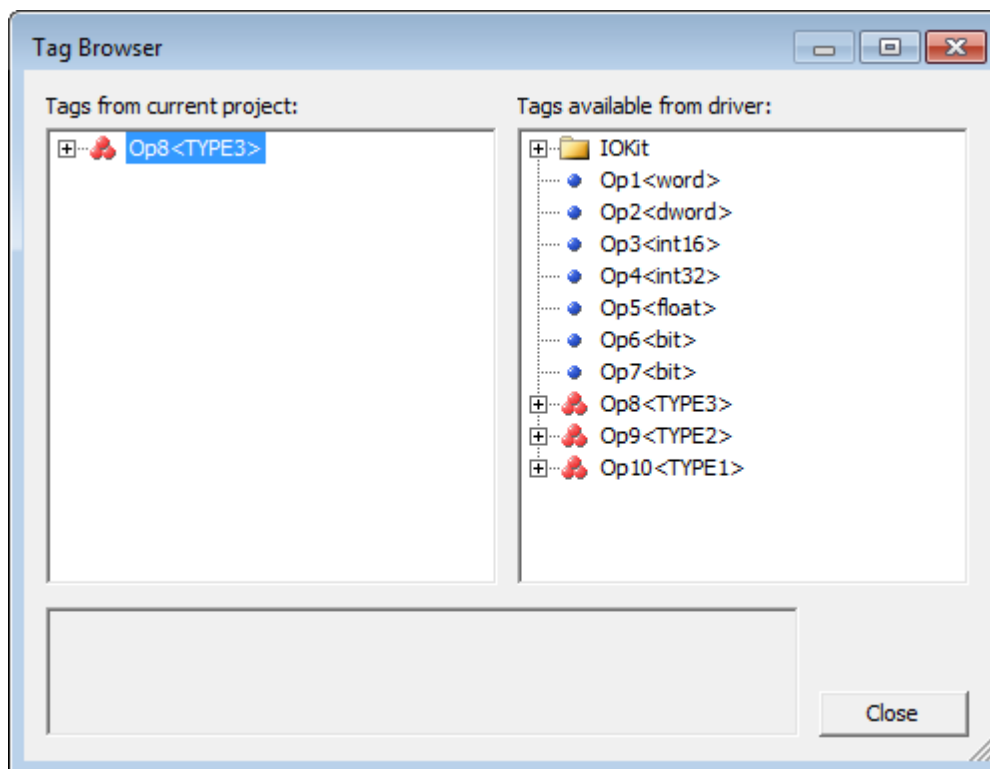 Tag Browser
Tags from current project:
Op8<TYPE3>
Tags available from driver:
IOKit
Op1<word>
Op2<dword>
Op3<int16>
Op4<int32>
Op5<float>
Op6<bit>
Op7<bit>
Op8<TYPE3>
Op9<TYPE2>
Op10<TYPE1>
Close